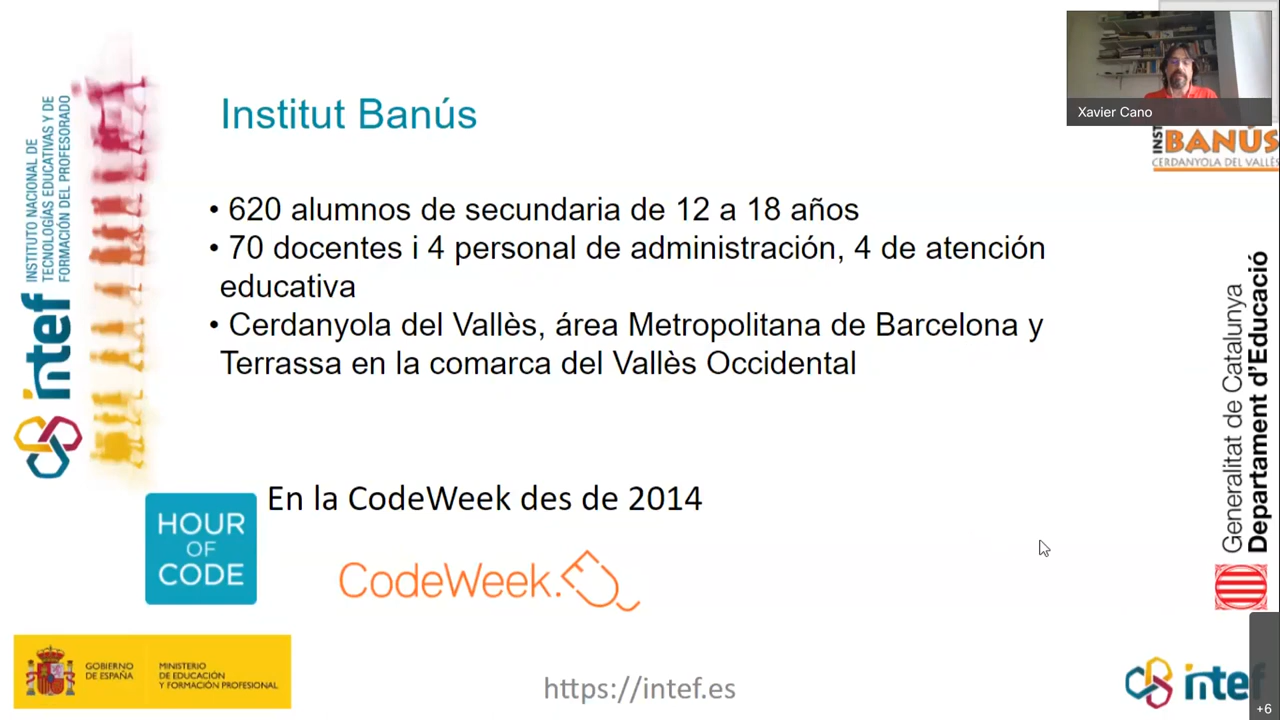 Xavier Cano
INST
BANÚS
CERDANYOLA DEL VALLÈS
INSTITUTO NACIONAL DE
TECNOLOGÍAS EDUCATIVAS Y DE
FORMACIÓN DEL PROFESORADO
intef
Institut Banús
• 620 alumnos de secundaria de 12 a 18 años
• 70 docentes i 4 personal de administración, 4 de atención
educativa
• Cerdanyola del Vallès, área Metropolitana de Barcelona y
Terrassa en la comarca del Vallès Occidental
Generalitat de Catalunya
Departament d'Educació
En la CodeWeek des de 2014
HOUR
OF
CODE
CodeWeek.
GOBIERNO
DE ESPAÑA
MINISTERIO
DE EDUCACIÓN
Y FORMACIÓN PROFESIONAL
https://intef.es
intef
+6